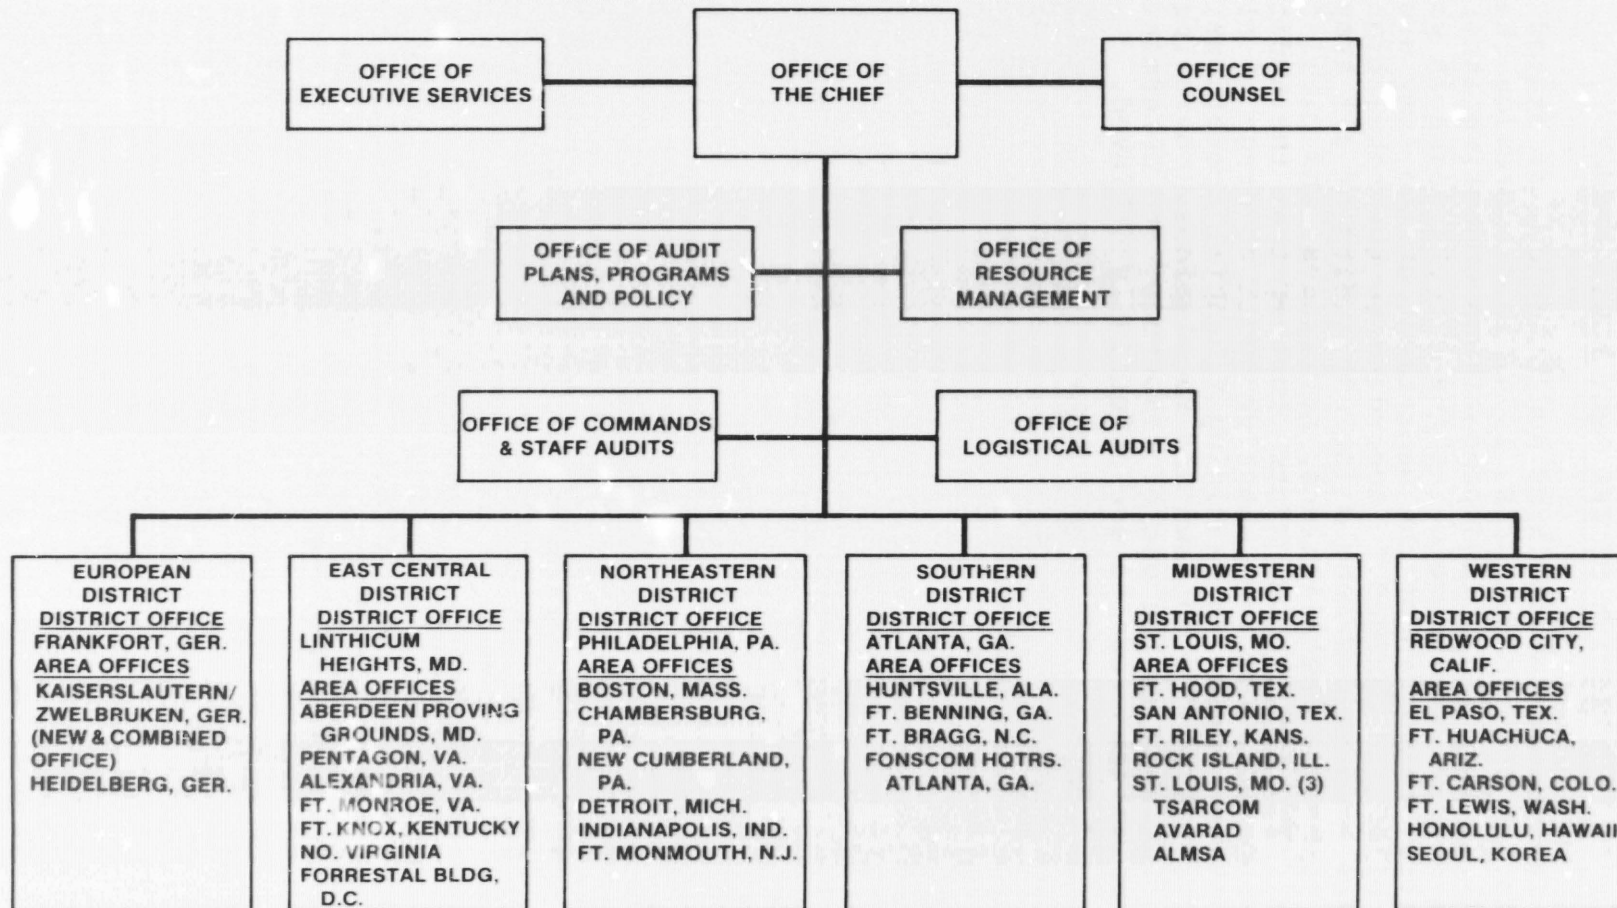 OFFICE OF
EXECUTIVE SERVICES
OFFICE OF
THE CHIEF
OFFICE OF
COUNSEL
OFFICE OF AUDIT
PLANS, PROGRAMS
AND POLICY
OFFICE OF
RESOURCE
MANAGEMENT
OFFICE OF COMMANDS
& STAFF AUDITS
OFFICE OF
LOGISTICAL AUDITS
EUROPEAN
DISTRICT
DISTRICT OFFICE
FRANKFORT, GER.
AREA OFFICES
KAISERSLAUTERN/
ZWELBRUKEN, GER.
(NEW & COMBINED
OFFICE)
HEIDELBERG, GER.
EAST CENTRAL
DISTRICT
DISTRICT OFFICE
LINTHICUM
HEIGHTS, MD.
AREA OFFICES
ABERDEEN PROVING
GROUNDS, MD.
PENTAGON, VA.
ALEXANDRIA, VA.
FT. MONROE, VA.
FT. KNOX, KENTUCKY
NO. VIRGINIA
FORRESTAL BLDG,
D.C.
NORTHEASTERN
DISTRICT
DISTRICT OFFICE
PHILADELPHIA, PA.
AREA OFFICES
BOSTON, MASS.
CHAMBERSBURG,
PA.
NEW CUMBERLAND,
PA.
DETROIT, MICH.
INDIANAPOLIS, IND.
FT. MONMOUTH, N.J.
SOUTHERN
DISTRICT
DISTRICT OFFICE
ATLANTA, GA.
AREA OFFICES
HUNTSVILLE, ALA.
FT. BENNING, GA.
FT. BRAGG, N.C.
FONSCOM HQTRS.
ATLANTA, GA.
MIDWESTERN
DISTRICT
DISTRICT OFFICE
ST. LOUIS, MO.
AREA OFFICES
FT. HOOD, TEX.
SAN ANTONIO, TEX.
FT. RILEY, KANS.
ROCK ISLAND, ILL.
ST. LOUIS, MO. (3)
TSARCOM
AVARAD
ALMSA
WESTERN
DISTRICT
DISTRICT OFFICE
REDWOOD CITY,
CALIF.
AREA OFFICES
EL PASO, TEX.
FT. HUACHUCA,
ARIZ.
FT. CARSON, COLO.
FT. LEWIS, WASH.
HONOLULU, HAWAII
SEOUL, KOREA